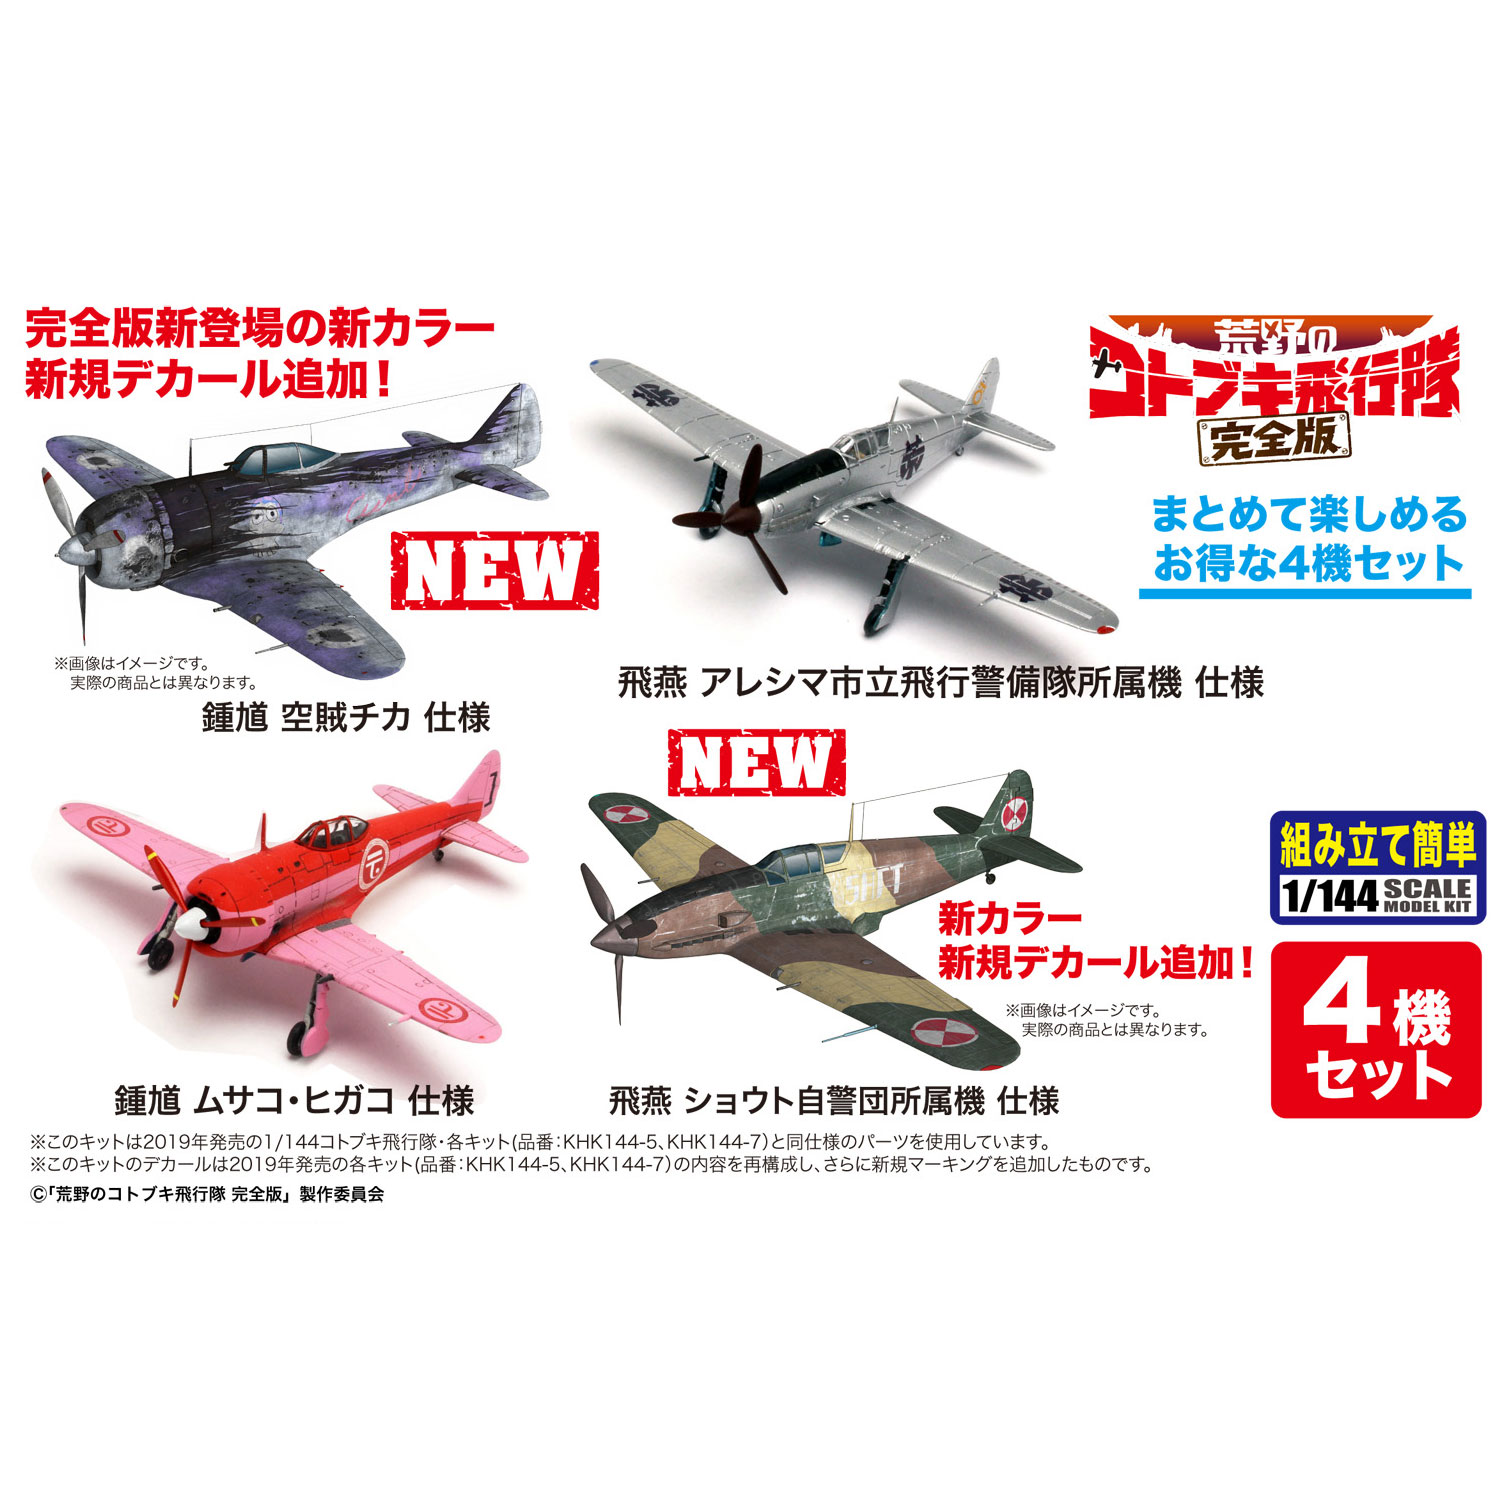 完全版新登場の新カラー
新規デカール追加！
NEW
※画像はイメージです。
実際の商品とは異なります。
鍾馗 空賊チカ 仕様
飛燕 アレシマ市立飛行警備隊所属機 仕様
荒野の
コトブキ飛行隊
完全版
まとめて楽しめる
お得な4機セット
鍾馗 ムサコ・ヒガコ 仕様
NEW
新カラー
新規デカール追加！
※画像はイメージです。
実際の商品とは異なります。
飛燕 ショウト自警団所属機 仕様
組み立て簡単
1/144 SCALE MODEL KIT
4機
セット
※このキットは2019年発売の1/144コトブキ飛行隊・各キット(品番：KHK144-5、KHK144-7)と同仕様のパーツを使用しています。
※このキットのデカールは2019年発売の各キット(品番：KHK144-5、KHK144-7)の内容を再構成し、さらに新規マーキングを追加したものです。
©「荒野のコトブキ飛行隊 完全版」製作委員会